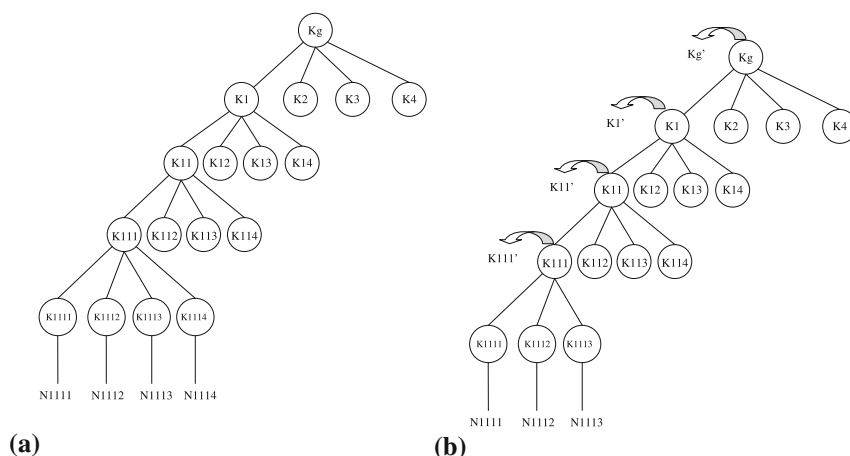 Kg
K1 K2 K3 K4
K11 K12 K13 K14
K111 K112 K113 K114
K1111 K1112 K1113 K1114
N1111 N1112 N1113 N1114
(a)
Kg’ Kg
K1’ K1 K2 K3 K4
K11’ K11 K12 K13 K14
K111’ K111 K112 K113 K114
K1111 K1112 K1113
N1111 N1112 N1113
(b)